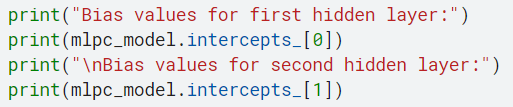 print("Bias values for first hidden layer:")
print(mlpc_model.intercepts_[0])
print("\nBias values for second hidden layer:")
print(mlpc_model.intercepts_[1])